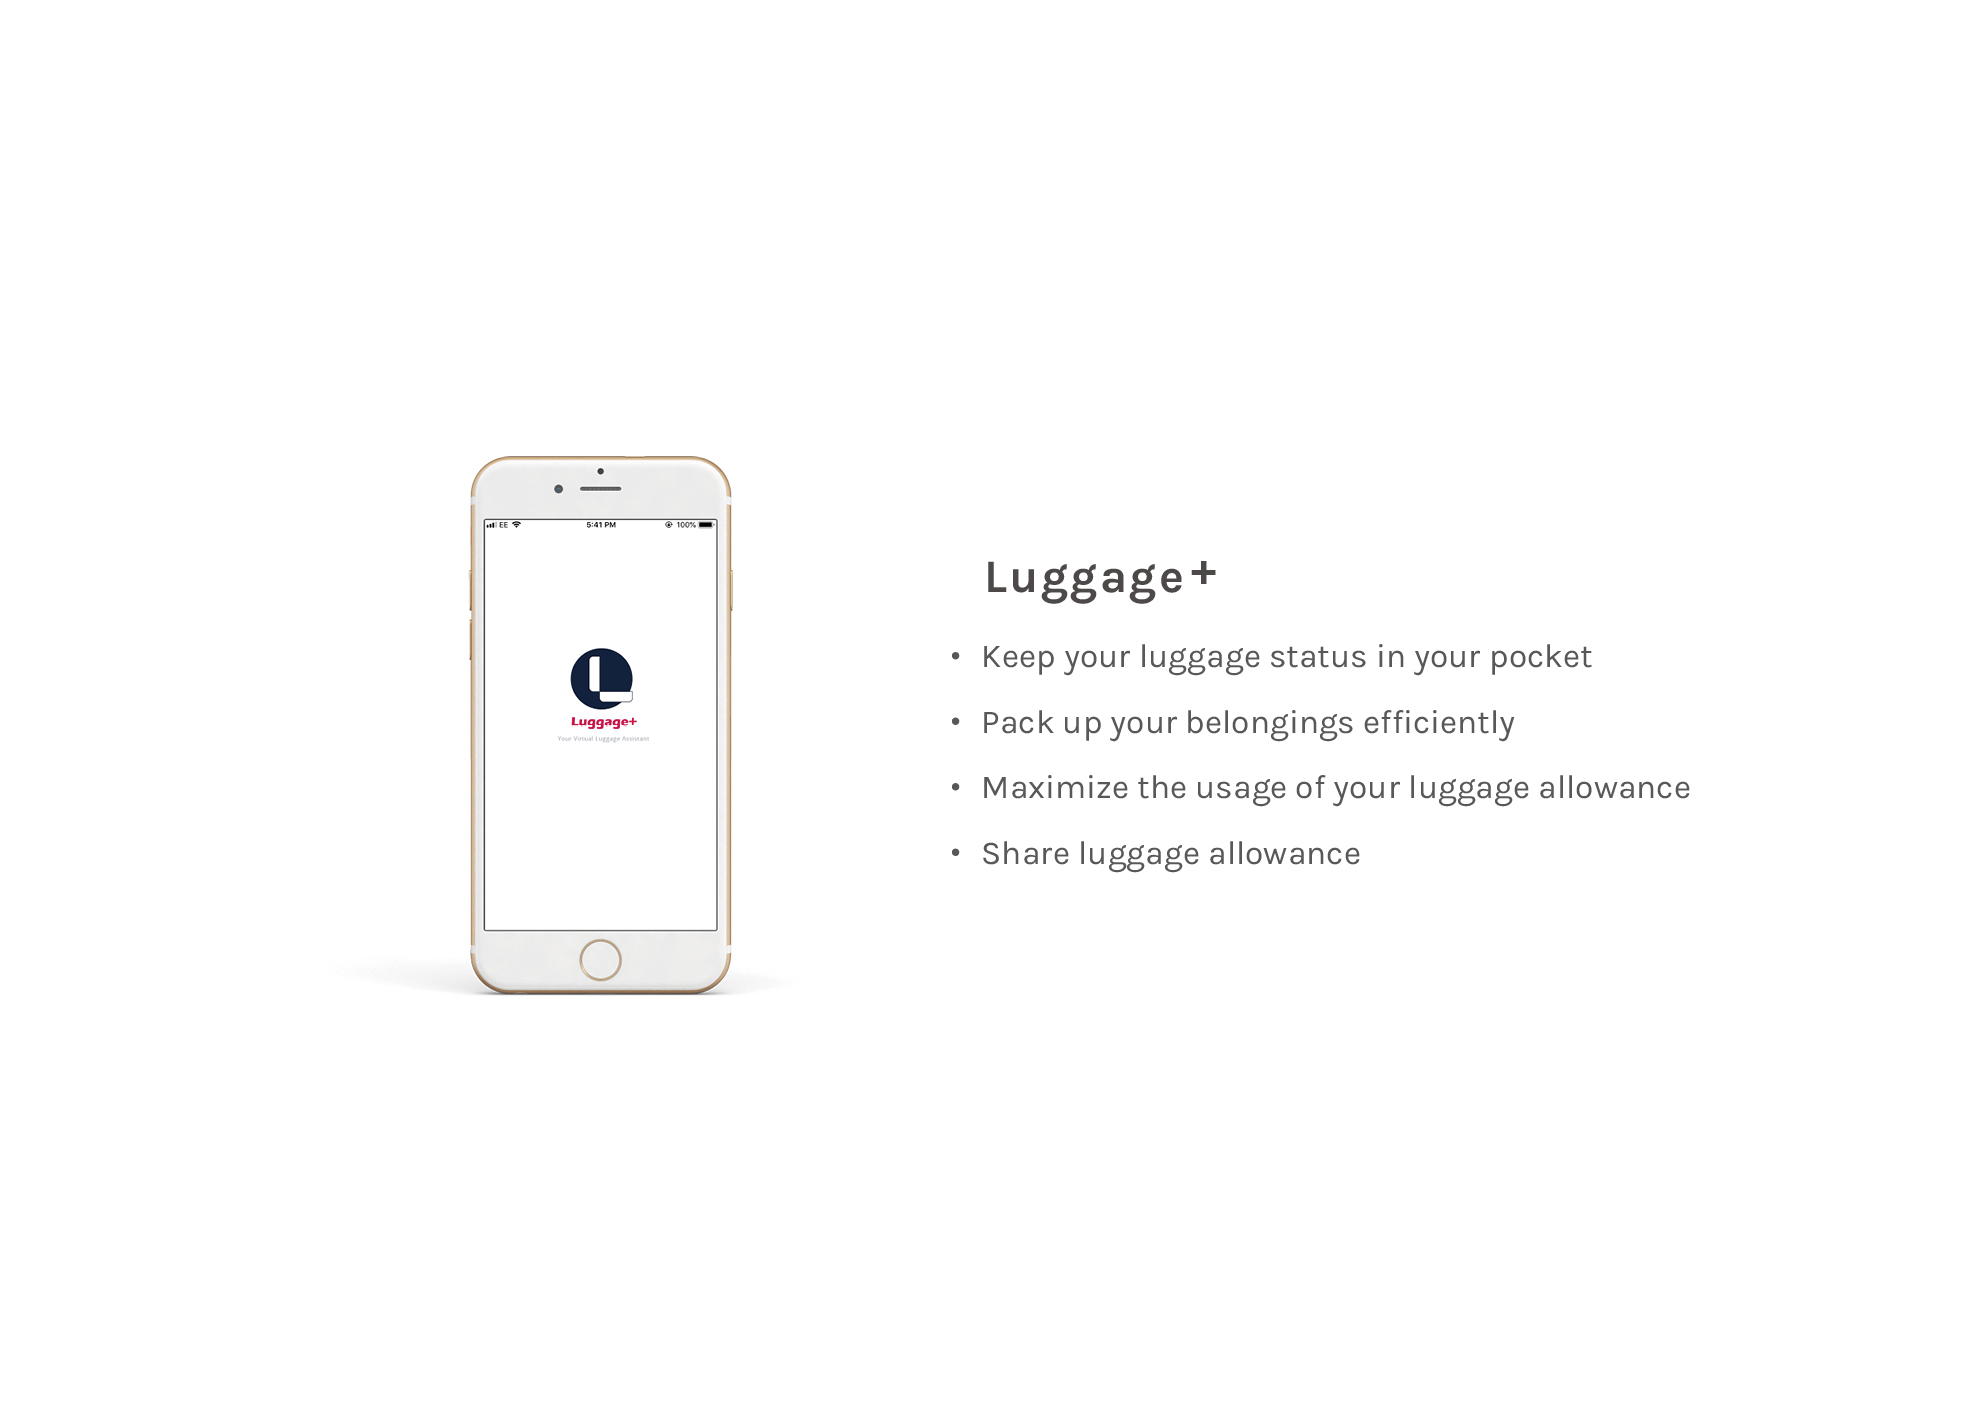 EE 5:41 PM 100%
L
Luggage+
Your Virtual Luggage Assistant
Luggage+
• Keep your luggage status in your pocket
• Pack up your belongings efficiently
• Maximize the usage of your luggage allowance
• Share luggage allowance